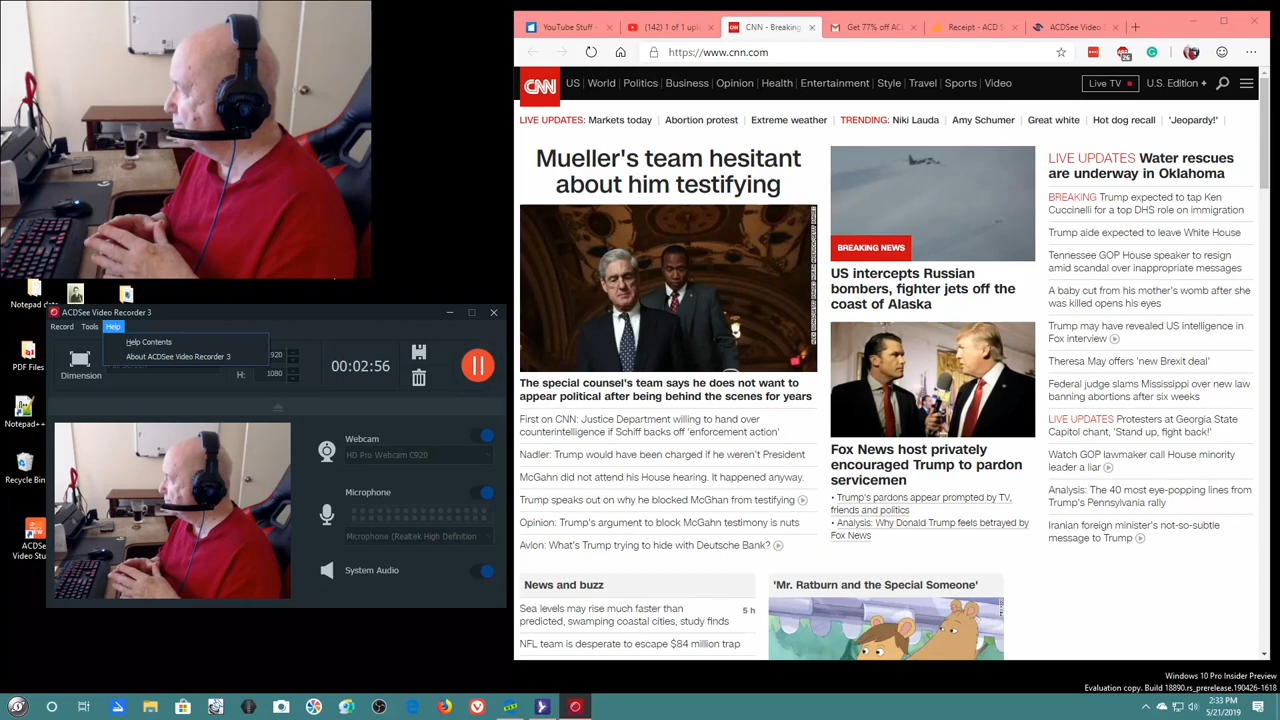 YouTube Stuff -
(142) 1 of 1 upl
CNN - Breaking
Get 77% off ACD
Receipt - ACD S
ACDSee Video S
https://www.cnn.com
CNN
US World Politics Business Opinion Health Entertainment Style Travel Sports Video
Live TV
U.S. Edition +
LIVE UPDATES: Markets today Abortion protest Extreme weather TRENDING: Niki Lauda Amy Schumer Great white Hot dog recall 'Jeopardy!'
Mueller's team hesitant
about him testifying
The special counsel's team says he does not want to
appear political after being behind the scenes for years
First on CNN: Justice Department willing to hand over
counterintelligence if Schiff backs off 'enforcement action'
Nadler: Trump would have been charged if he weren't President
McGahn did not attend his House hearing. It happened anyway.
Trump speaks out on why he blocked McGhan from testifying
Opinion: Trump's argument to block McGahn testimony is nuts
Avlon: What's Trump trying to hide with Deutsche Bank?
BREAKING NEWS
US intercepts Russian
bombers, fighter jets off the
coast of Alaska
Fox News host privately
encouraged Trump to pardon
servicemen
• Trump's pardons appear prompted by TV,
friends and politics
• Analysis: Why Donald Trump feels betrayed by
Fox News
LIVE UPDATES Water rescues
are underway in Oklahoma
BREAKING Trump expected to tap Ken
Cuccinelli for a top DHS role on immigration
Trump aide expected to leave White House
Tennessee GOP House speaker to resign
amid scandal over inappropriate messages
A baby cut from his mother's womb after she
was killed opens his eyes
Trump may have revealed US intelligence in
Fox interview
Theresa May offers 'new Brexit deal'
Federal judge slams Mississippi over new law
banning abortions after six weeks
LIVE UPDATES Protesters at Georgia State
Capitol chant, 'Stand up, fight back!'
Watch GOP lawmaker call House minority
leader a liar
Analysis: The 40 most eye-popping lines from
Trump's Pennsylvania rally
Iranian foreign minister's not-so-subtle
message to Trump
News and buzz
Sea levels may rise much faster than
predicted, swamping coastal cities, study finds
5 h
NFL team is desperate to escape $84 million trap
'Mr. Ratburn and the Special Someone'
Notepad data
PDF Files
Notepad++
Recycle Bin
ACDSe
Video Stu
ACDSee Video Recorder 3
Record Tools Help
Help Contents
About ACDSee Video Recorder 3
Dimension
920
H: 1080
00:02:56
Webcam
HD Pro Webcam C920
Microphone
Microphone (Realtek High Definition
System Audio
Windows 10 Pro Insider Preview
Evaluation copy. Build 18890.rs_prerelease.190426-1618
2:33 PM
5/21/2019